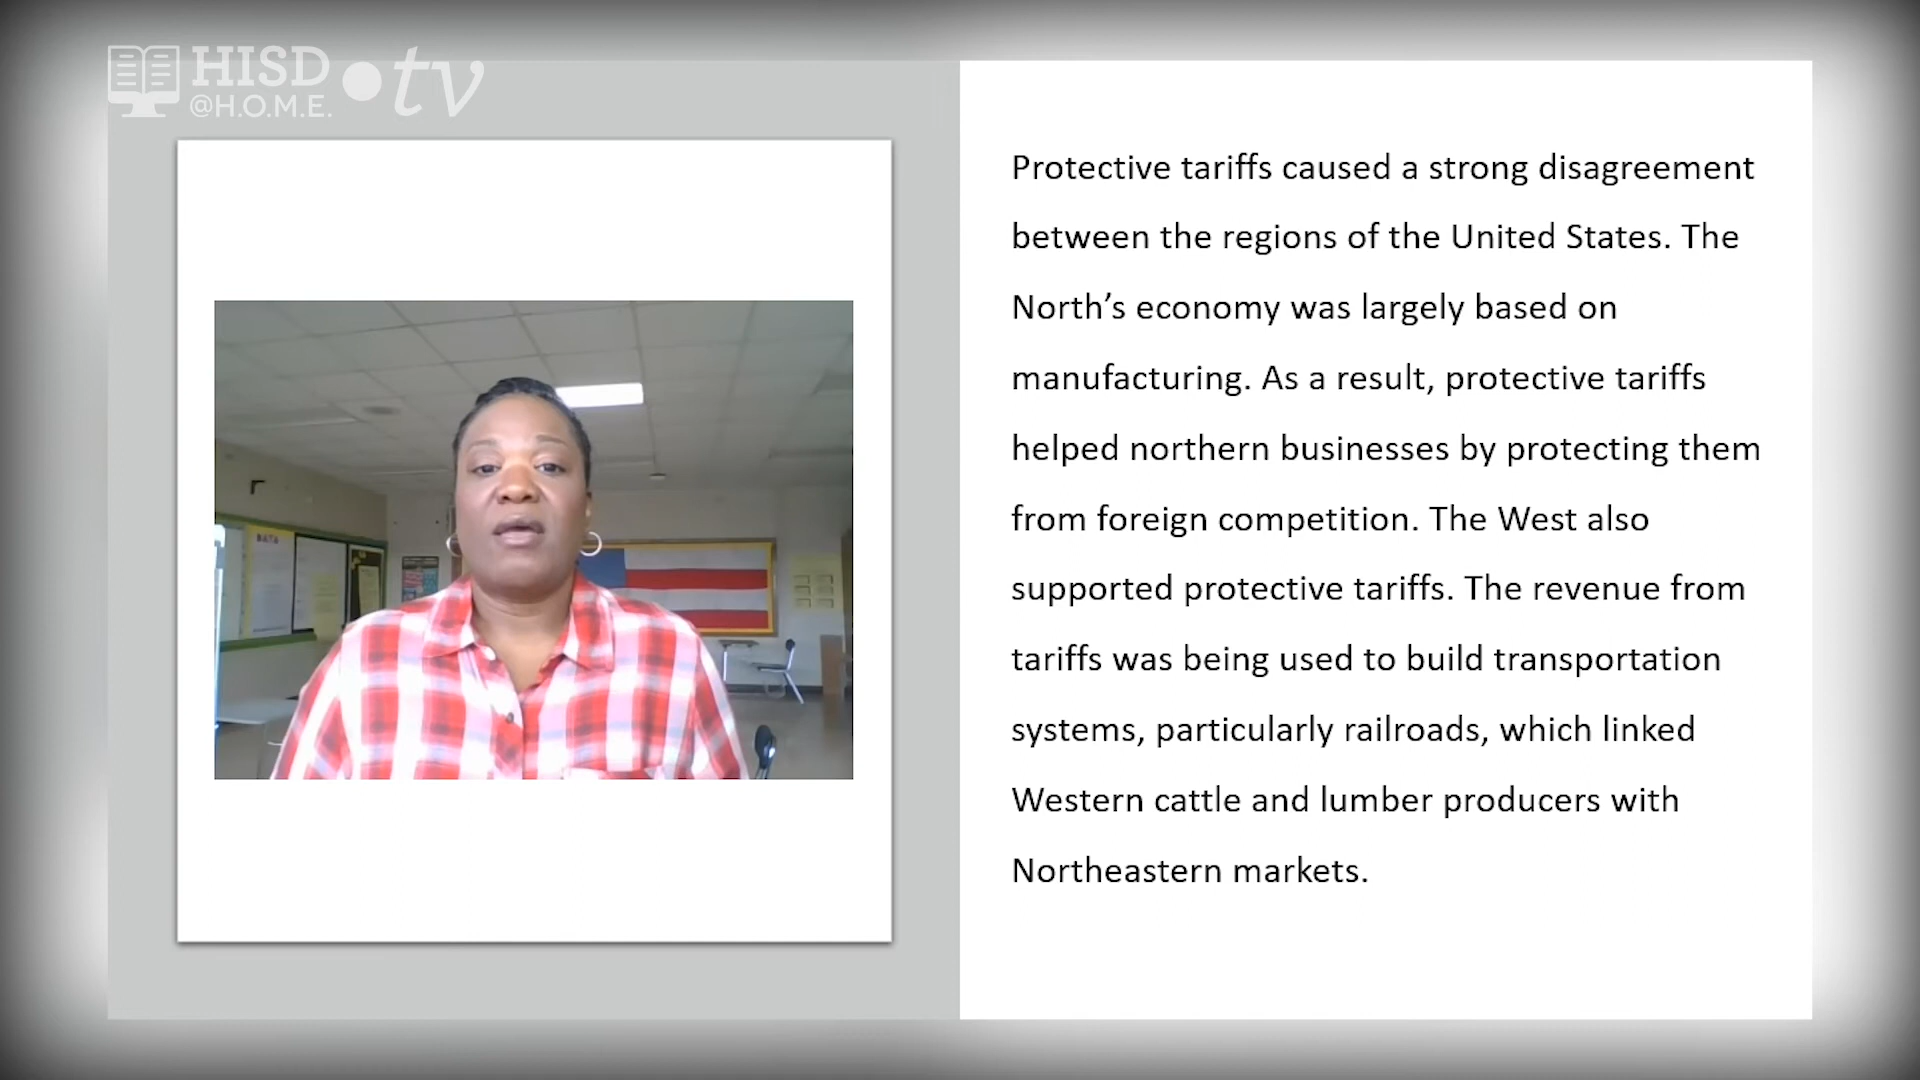 HISD
@H.O.M.E.
tv
Protective tariffs caused a strong disagreement
between the regions of the United States. The
North’s economy was largely based on
manufacturing. As a result, protective tariffs
helped northern businesses by protecting them
from foreign competition. The West also
supported protective tariffs. The revenue from
tariffs was being used to build transportation
systems, particularly railroads, which linked
Western cattle and lumber producers with
Northeastern markets.
DATA